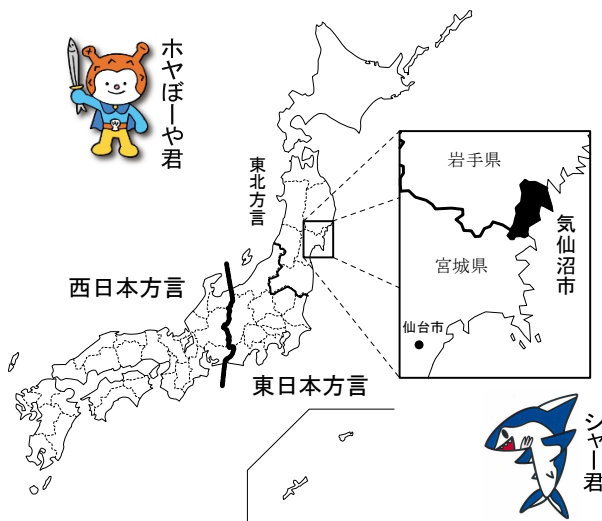 ホヤぼーや君
東北方言
岩手県
気仙沼市
宮城県
仙台市
西日本方言
東日本方言
シャー君